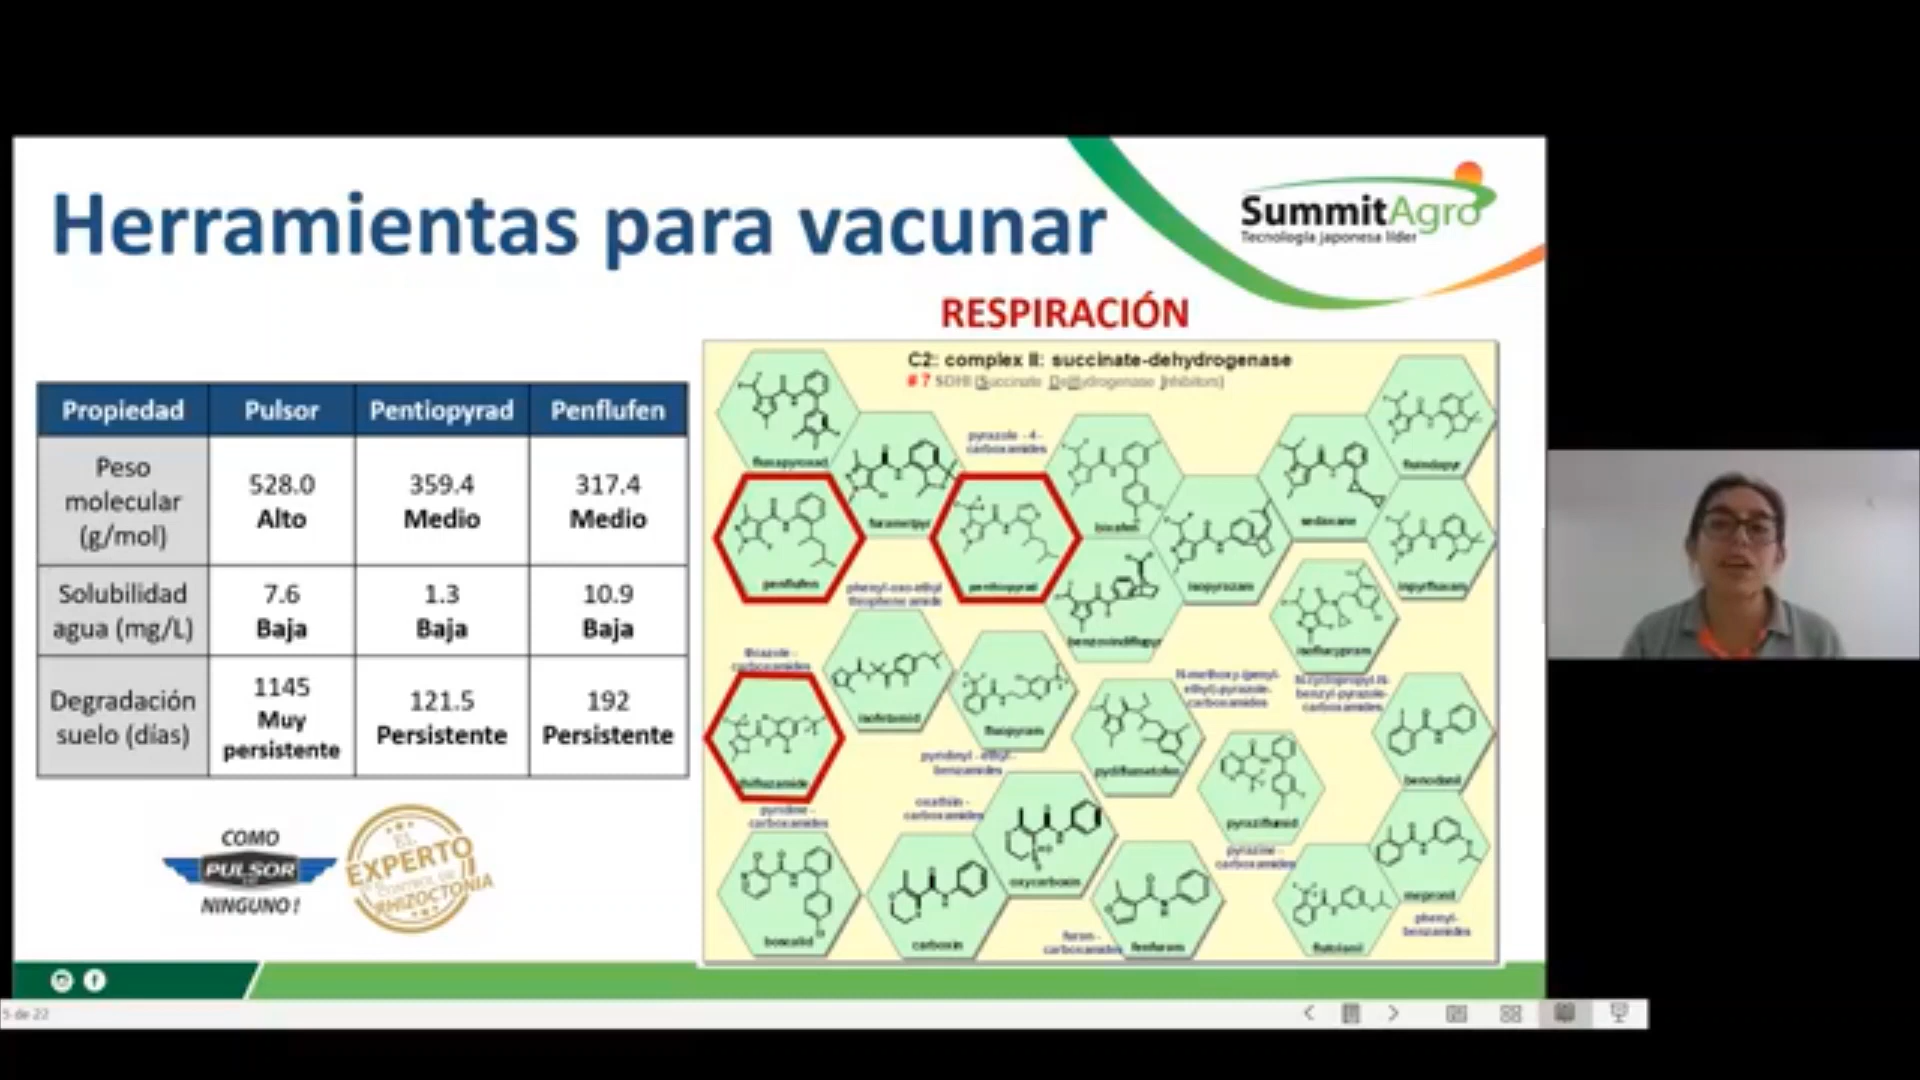 Herramientas para vacunar
SummitAgro
Tecnología japonesa líder
RESPIRACIÓN
Propiedad Pulsor Pentiopyrad Penflufen
Peso molecular (g/mol) 528.0 Alto 359.4 Medio 317.4 Medio
Solubilidad agua (mg/L) 7.6 Baja 1.3 Baja 10.9 Baja
Degradación suelo (días) 1145 Muy persistente 121.5 Persistente 192 Persistente
COMO
PULSOR
NINGUNO!
EL
EXPERTO
CONTROL DE
RHIZOCTONIA
C2: complex II: succinate-dehydrogenase
# 7 SDHI (Succinate DeHydrogenase Inhibitors)
fluxapyroxad
furametpyr
pyrazole - 4-
carboxamides
bixafen
sedaxane
fluindapyr
penflufen
penthiopyrad
isopyrazam
inpyrfluxam
phenyl-oxo-ethyl
thiophene amide
benzovindiflupyr
isoflucypram
thiazole -
carboxamides
isofetamid
fluopyram
N-methoxy-(penyl-
ethyl)-pyrazole-
carboxamides
N-cyclopropyl-N-
benzyl-pyrazole-
carboxamides
thifluzamide
pyridinyl - ethyl -
benzamides
pydiflumetofen
benodanil
pyridine -
carboxamides
oxathiin -
carboxamides
pyraziflumid
pyrazine -
carboxamides
oxycarboxin
mepronil
boscalid
carboxin
furan -
carboxamides
fenfuram
flutolanil
phenyl-
benzamides
5 de 22